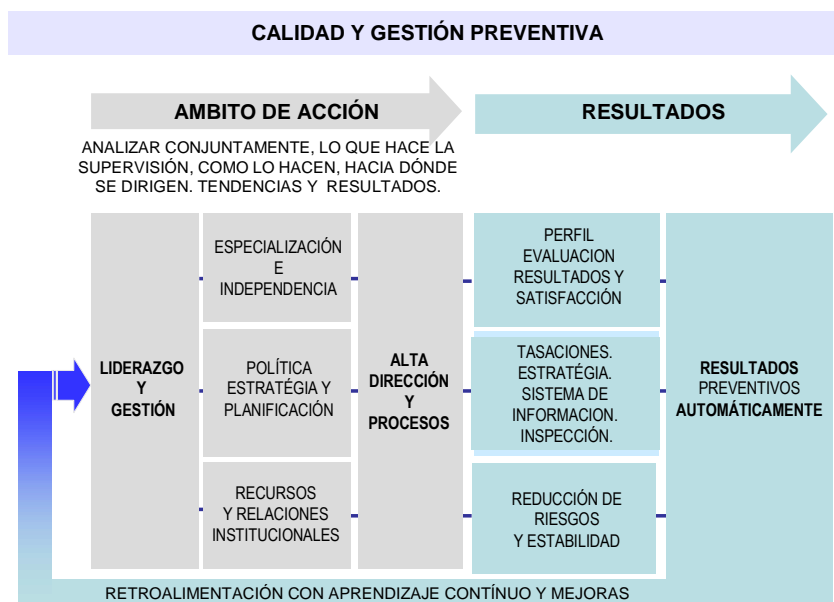 CALIDAD Y GESTIÓN PREVENTIVA
AMBITO DE ACCIÓN
RESULTADOS
ANALIZAR CONJUNTAMENTE, LO QUE HACE LA
SUPERVISIÓN, COMO LO HACEN, HACIA DÓNDE
SE DIRIGEN. TENDENCIAS Y RESULTADOS.
LIDERAZGO
Y
GESTIÓN
ESPECIALIZACIÓN
E
INDEPENDENCIA
POLÍTICA
ESTRATÉGIA Y
PLANIFICACIÓN
RECURSOS
Y RELACIONES
INSTITUCIONALES
ALTA
DIRECCIÓN
Y
PROCESOS
PERFIL
EVALUACION
RESULTADOS Y
SATISFACCIÓN
TASACIONES.
ESTRATÉGIA.
SISTEMA DE
INFORMACION.
INSPECCIÓN.
REDUCCIÓN DE
RIESGOS
Y ESTABILIDAD
RESULTADOS
PREVENTIVOS
AUTOMÁTICAMENTE
RETROALIMENTACIÓN CON APRENDIZAJE CONTÍNUO Y MEJORAS